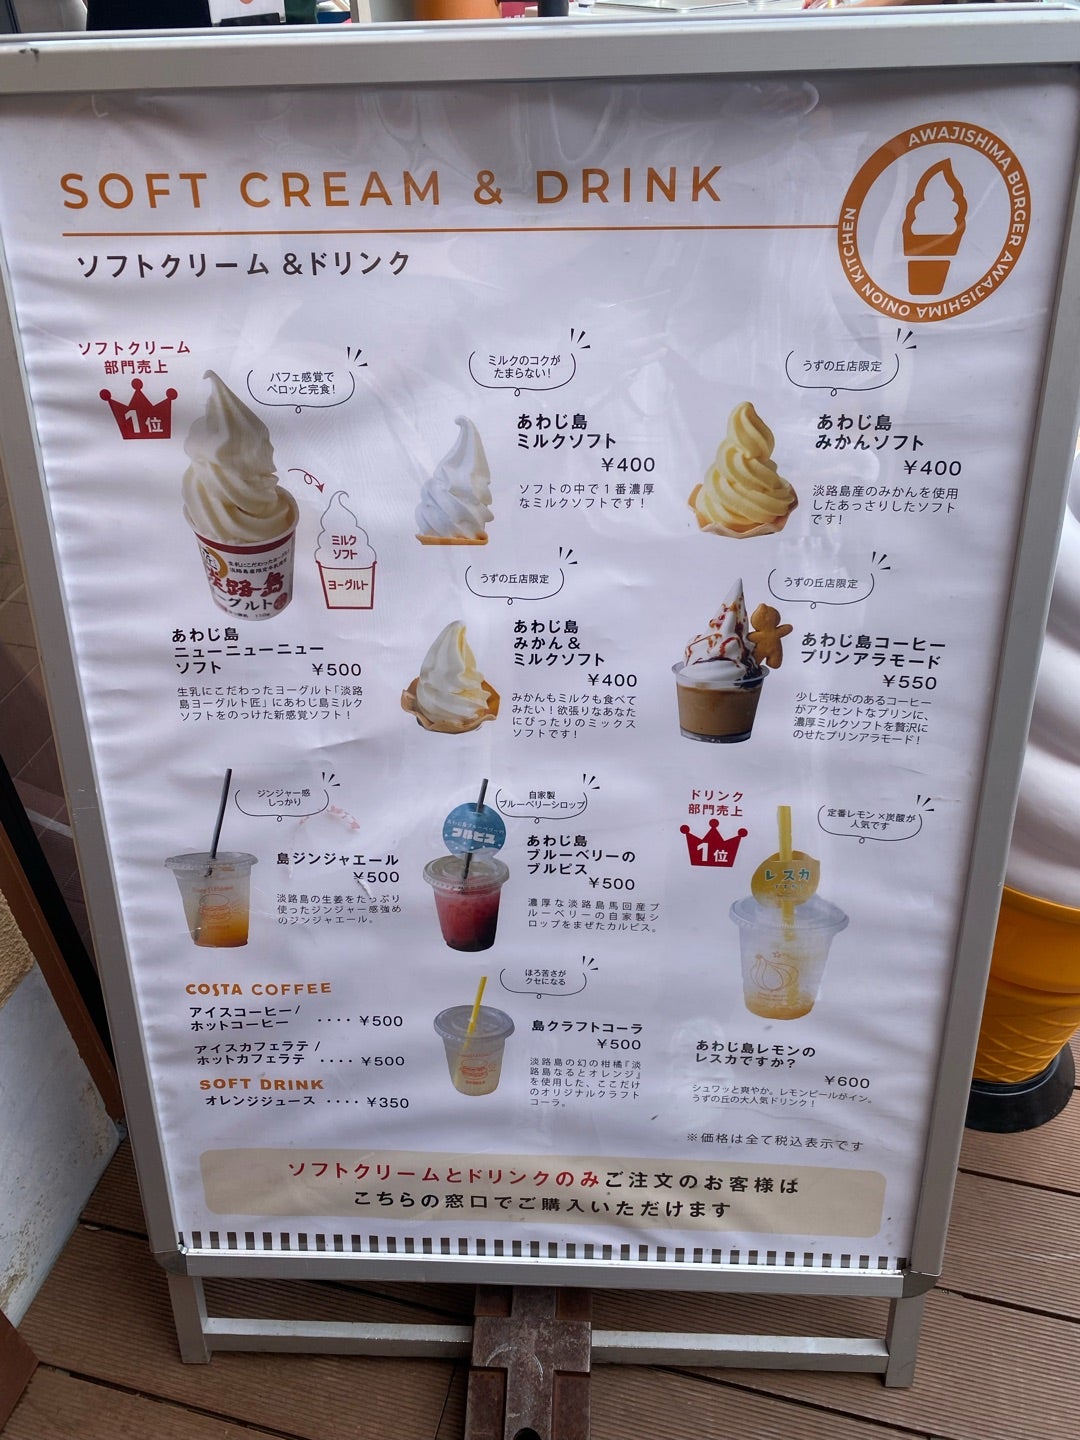 SOFT CREAM & DRINK
ソフトクリーム &ドリンク
AWAJISHIMA BURGER AWAJISHIMA ONION KITCHEN
ソフトクリーム
部門売上
1位
パフェ感覚で
ペロッと完食!
ミルク
ソフト
ヨーグルト
生乳にこだわったヨーグルト
淡路島
ヨーグルト
あわじ島
ニューニューニュー
ソフト
¥500
生乳にこだわったヨーグルト「淡路
島ヨーグルト匠」にあわじ島ミルク
ソフトをのっけた新感覚ソフト!
ミルクのコクが
たまらない!
あわじ島
ミルクソフト
¥400
ソフトの中で1番濃厚
なミルクソフトです!
うずの丘店限定
あわじ島
みかんソフト
¥400
淡路島産のみかんを使用
したあっさりしたソフト
です!
うずの丘店限定
あわじ島
みかん&
ミルクソフト
¥400
みかんもミルクも食べて
みたい!欲張りなあなた
にぴったりのミックス
ソフトです!
うずの丘店限定
あわじ島コーヒー
プリンアラモード
¥550
少し苦味がのあるコーヒー
がアクセントなプリンに、
濃厚ミルクソフトを贅沢に
のせたプリンアラモード!
ジンジャー感
しっかり
島ジンジャエール
¥500
淡路島の生姜をたっぷり
使ったジンジャー感強め
のジンジャエール。
自家製
ブルーベリーシロップ
あわじ島ブルーベリーの
ブルピス
あわじ島
ブルーベリーの
ブルピス
¥500
濃厚な淡路島馬回産ブ
ルーベリーの自家製シ
ロップをまぜたカルピス。
ドリンク
部門売上
1位
定番レモン×炭酸が
人気です
レスカ
あわじ島レモンの
レスカですか?
¥600
シュワッと爽やか。レモンピールがイン。
うずの丘の大人気ドリンク!
COSTA COFFEE
アイスコーヒー/
ホットコーヒー ････ ¥500
アイスカフェラテ/
ホットカフェラテ ････ ¥500
SOFT DRINK
オレンジジュース ････ ¥350
ほろ苦さが
クセになる
島クラフトコーラ
¥500
淡路島の幻の柑橘『淡
路島なるとオレンジ』
を使用した、ここだけ
のオリジナルクラフト
コーラ。
※価格は全て税込表示です
ソフトクリームとドリンクのみご注文のお客様は
こちらの窓口でご購入いただけます